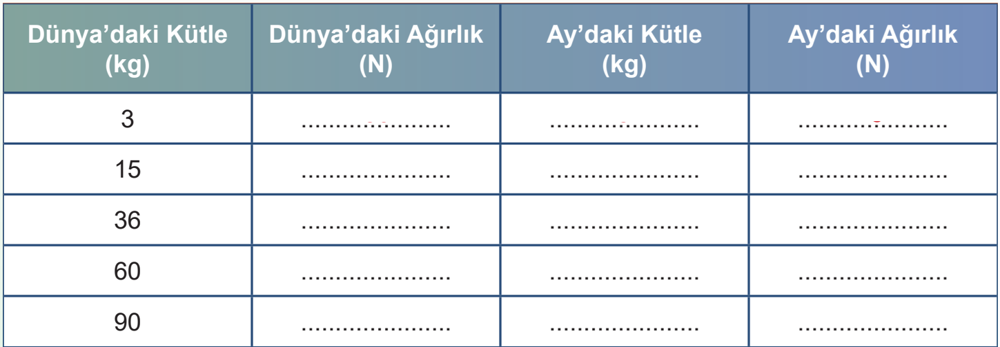 Dünya’daki Kütle (kg) Dünya’daki Ağırlık (N) Ay’daki Kütle (kg) Ay’daki Ağırlık (N)
3 ...................... ...................... ......................
15 ...................... ...................... ......................
36 ...................... ...................... ......................
60 ...................... ...................... ......................
90 ...................... ...................... ......................